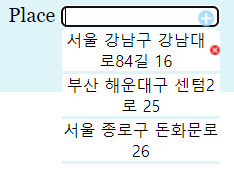 Place
서울 강남구 강남대
로84길 16
부산 해운대구 센텀2
로 25
서울 종로구 돈화문로
26